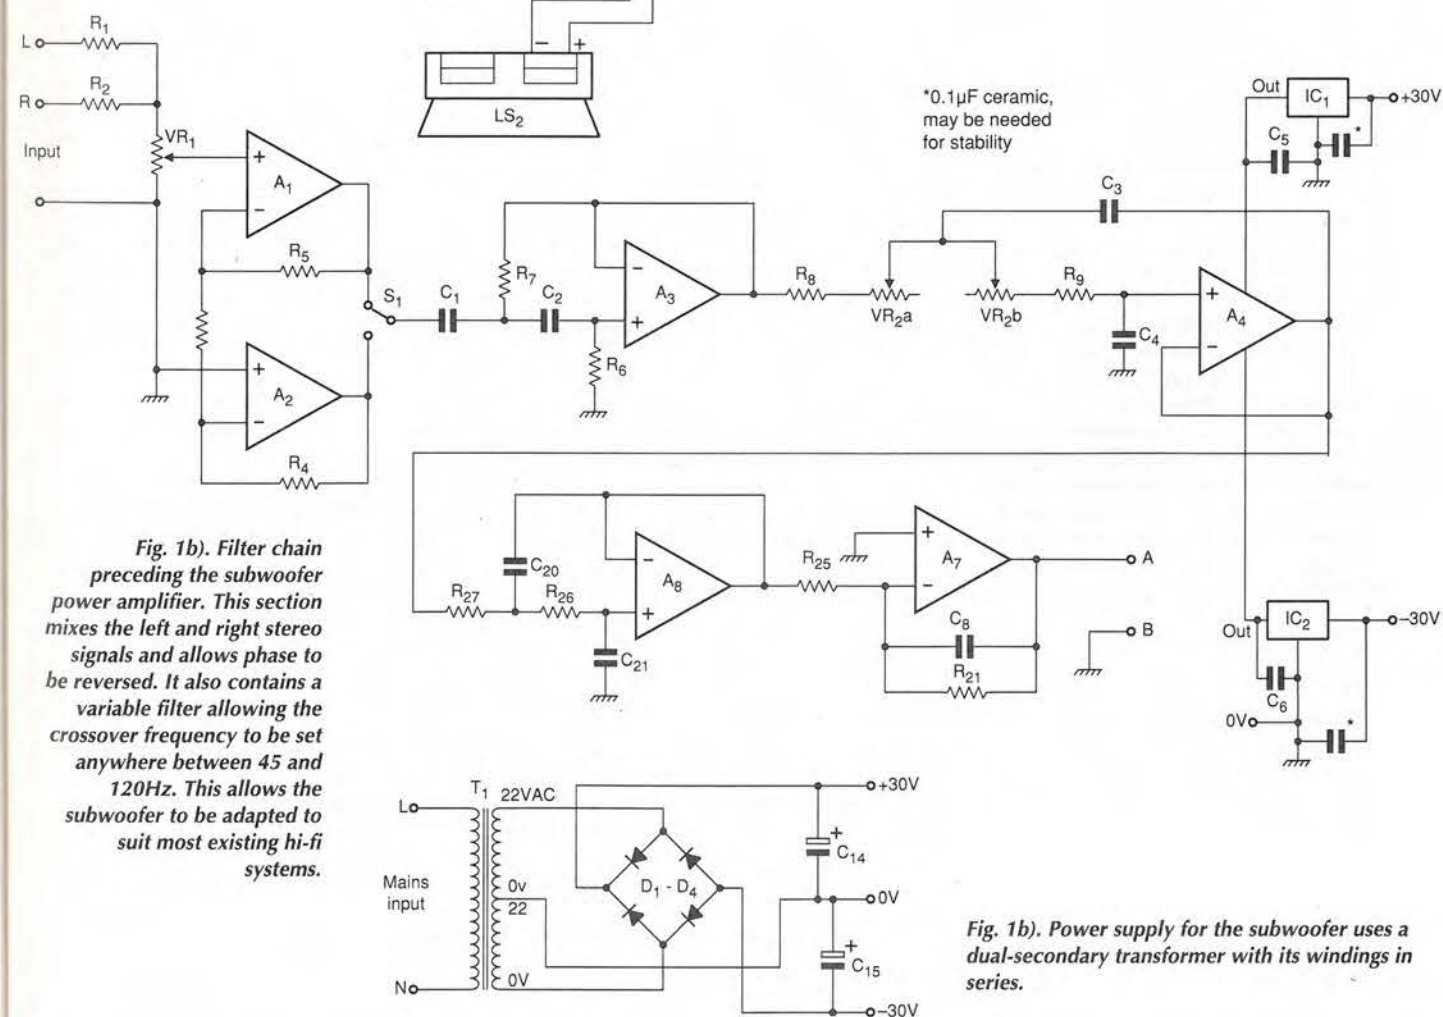 R1
L
R2
R
VR1
Input
+
A1
−
R5
S1
+
A2
−
R4
− +
LS2
C1
R7
C2
−
A3
+
R6
R8
VR2a
VR2b
R9
C3
C4
+
A4
−
*0.1µF ceramic,
may be needed
for stability
Out
IC1
+30V
C5
*
Fig. 1b). Filter chain
preceding the subwoofer
power amplifier. This section
mixes the left and right stereo
signals and allows phase to
be reversed. It also contains a
variable filter allowing the
crossover frequency to be set
anywhere between 45 and
120Hz. This allows the
subwoofer to be adapted to
suit most existing hi-fi
systems.
R27
C20
R26
C21
−
A8
+
R25
+
A7
−
C8
R21
A
B
Out
IC2
−30V
C6
0V
*
T1
22VAC
L
Mains
input
N
0v
22
0V
D1 - D4
+30V
+
C14
0V
+
C15
−30V
Fig. 1b). Power supply for the subwoofer uses a
dual-secondary transformer with its windings in
series.